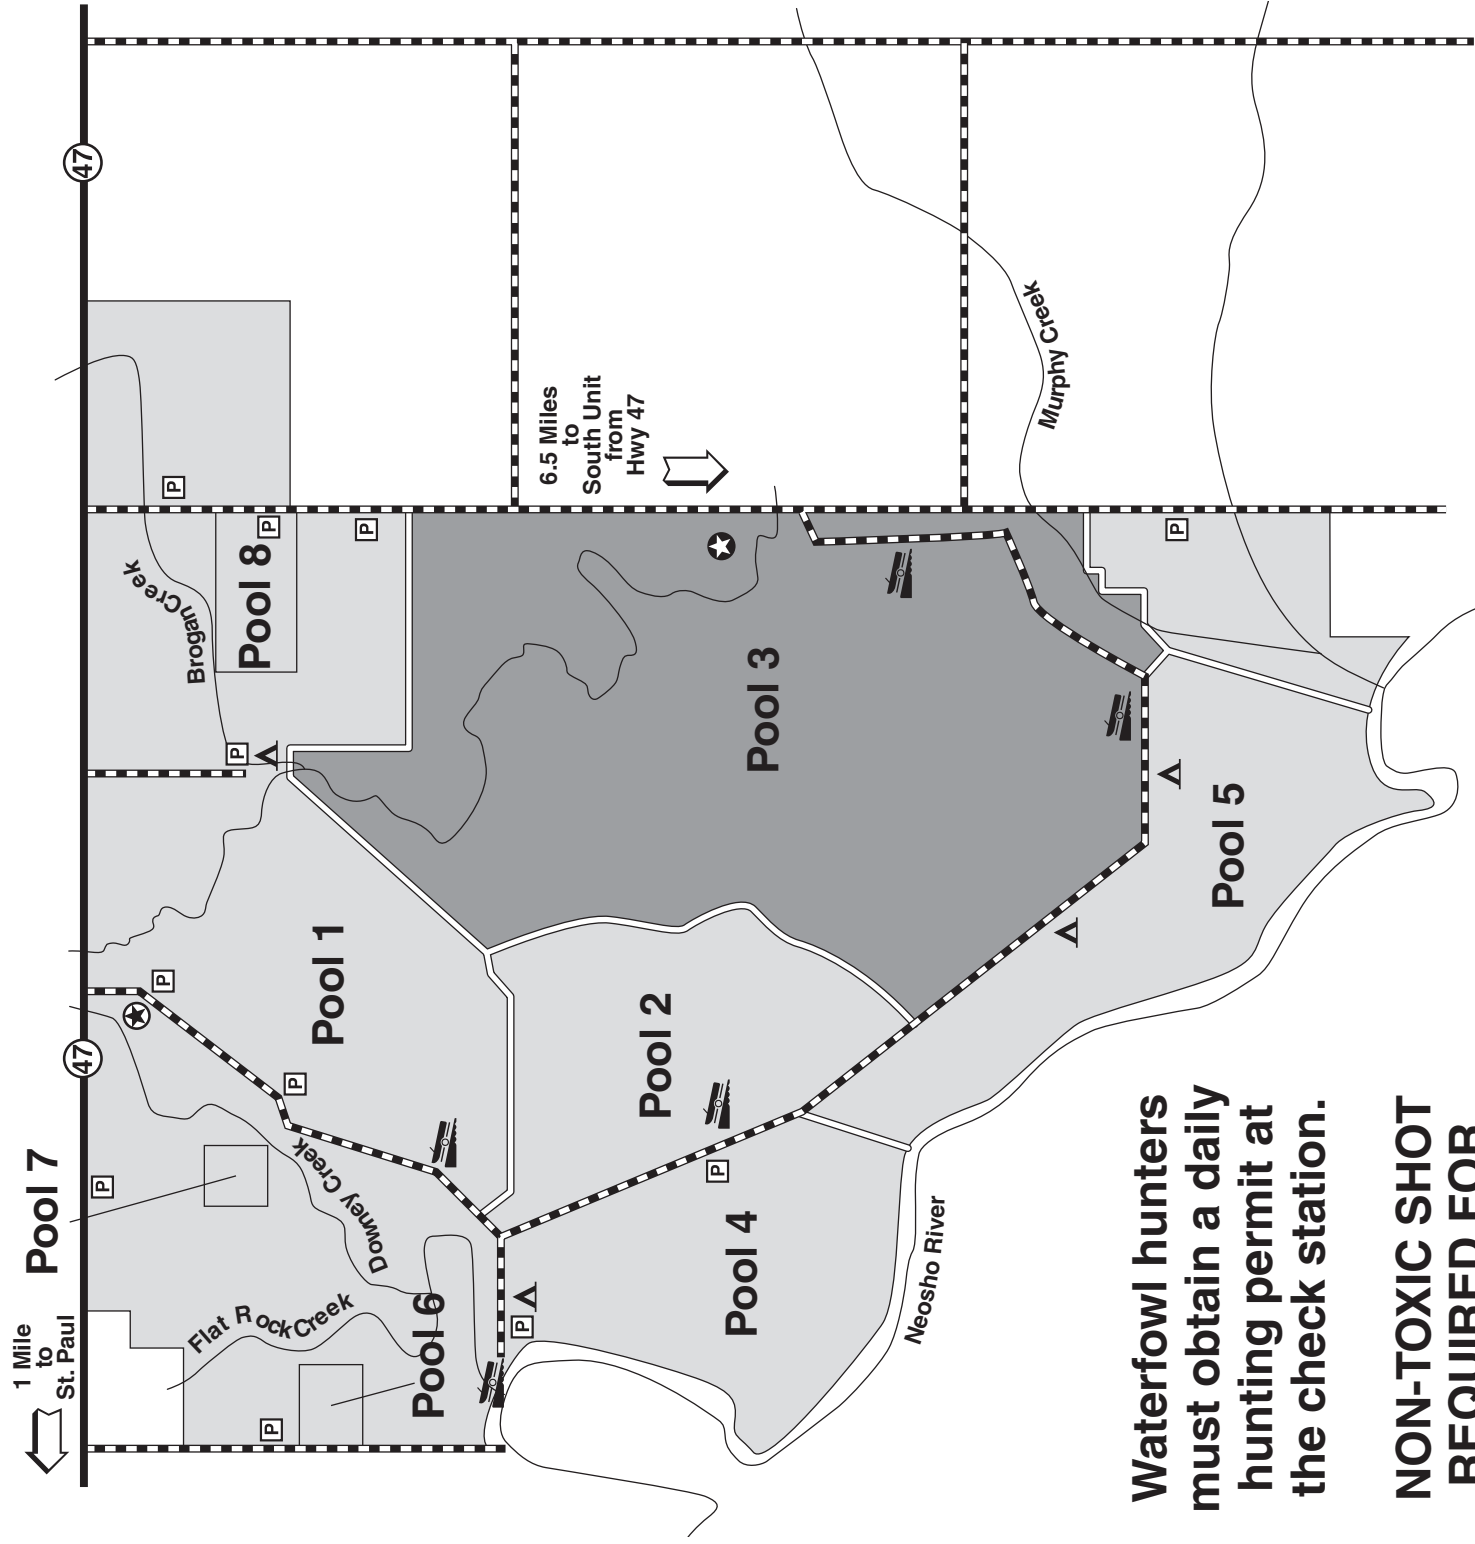 1 Mile
to
St. Paul
Pool 7
47
47
Flat Rock Creek
Downey Creek
Pool 6
P
P
P
P
P
P
P
P
P
P
P
Pool 1
Brogan Creek
Pool 8
Pool 4
Pool 2
Pool 3
6.5 Miles
to
South Unit
from
Hwy 47
Neosho River
Pool 5
Murphy Creek
Waterfowl hunters
must obtain a daily
hunting permit at
the check station.
NON-TOXIC SHOT
REQUIRED FOR